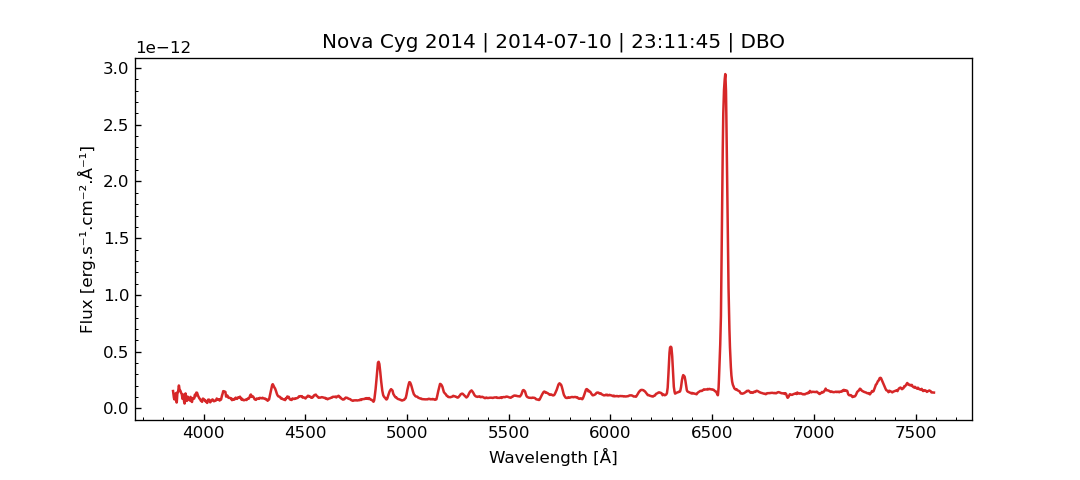 Nova Cyg 2014 | 2014-07-10 | 23:11:45 | DBO
1e−12
3.0
2.5
2.0
1.5
1.0
0.5
0.0
Flux [erg.s⁻¹.cm⁻².Å⁻¹]
4000 4500 5000 5500 6000 6500 7000 7500
Wavelength [Å]